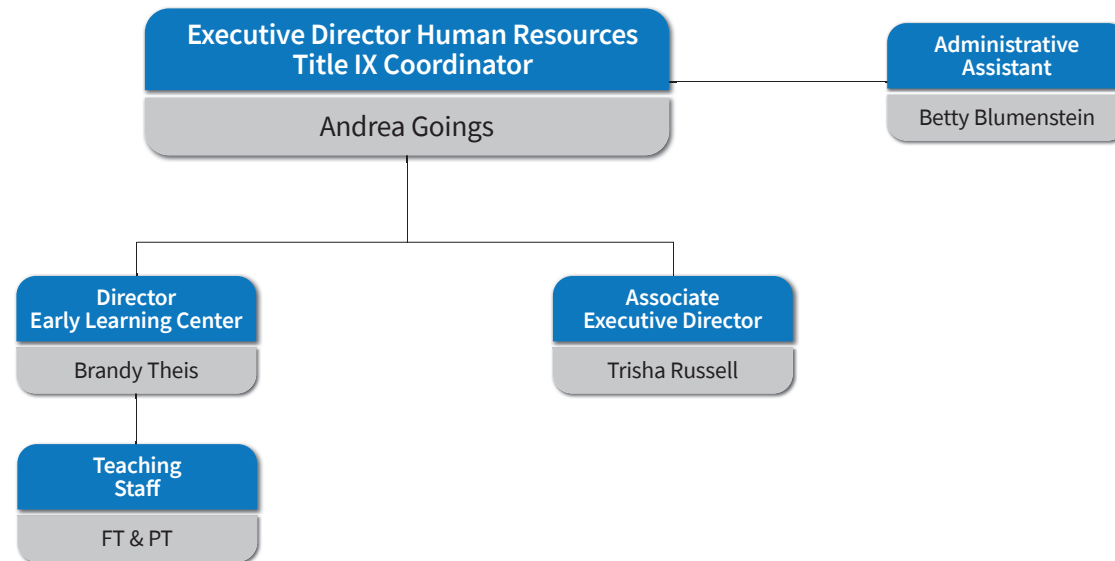 Executive Director Human Resources
Title IX Coordinator
Andrea Goings
Administrative
Assistant
Betty Blumenstein
Director
Early Learning Center
Brandy Theis
Associate
Executive Director
Trisha Russell
Teaching
Staff
FT & PT